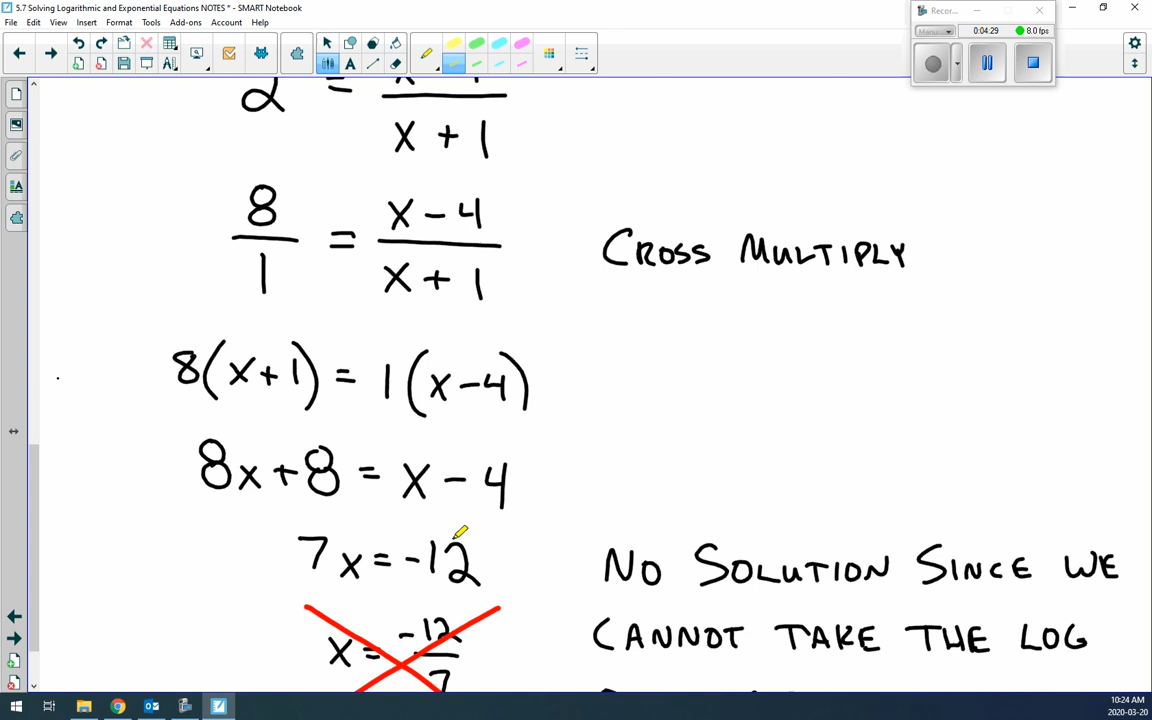 5.7 Solving Logarithmic and Exponential Equations NOTES * - SMART Notebook
Recor...
File Edit View Insert Format Tools Add-ons Account Help
Manual
0:04:29
8.0 fps
2 =
x + 1
8/1 = x - 4/x + 1
CROSS MULTIPLY
8(x+1) = 1(x-4)
8x+8 = x - 4
7x = -12
NO SOLUTION SINCE WE
x = -12/7
CANNOT TAKE THE LOG
10:24 AM
2020-03-20